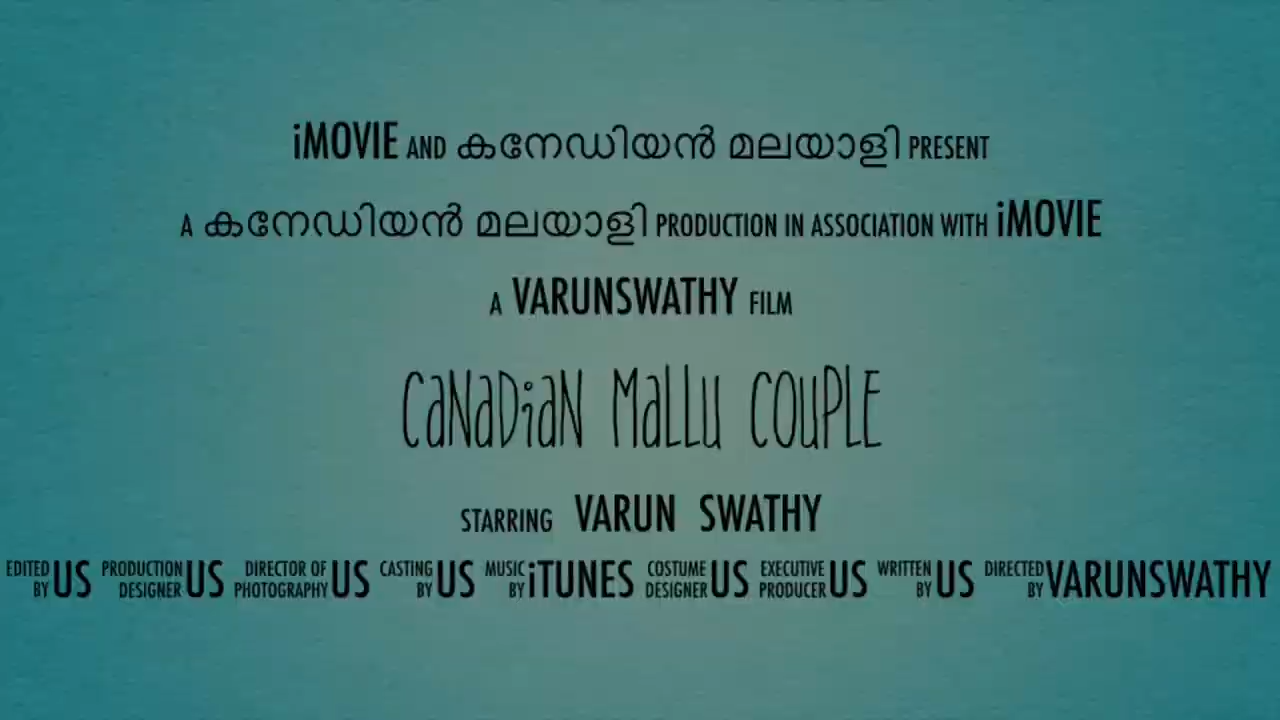 iMOVIE AND കനേഡിയൻ മലയാളി PRESENT
A കനേഡിയൻ മലയാളി PRODUCTION IN ASSOCIATION WITH iMOVIE
A VARUNSWATHY FILM
CANADIAN MALLU COUPLE
STARRING VARUN SWATHY
EDITED BY US PRODUCTION DESIGNER US DIRECTOR OF PHOTOGRAPHY US CASTING BY US MUSIC BY iTUNES COSTUME DESIGNER US EXECUTIVE PRODUCER US WRITTEN BY US DIRECTED BY VARUNSWATHY